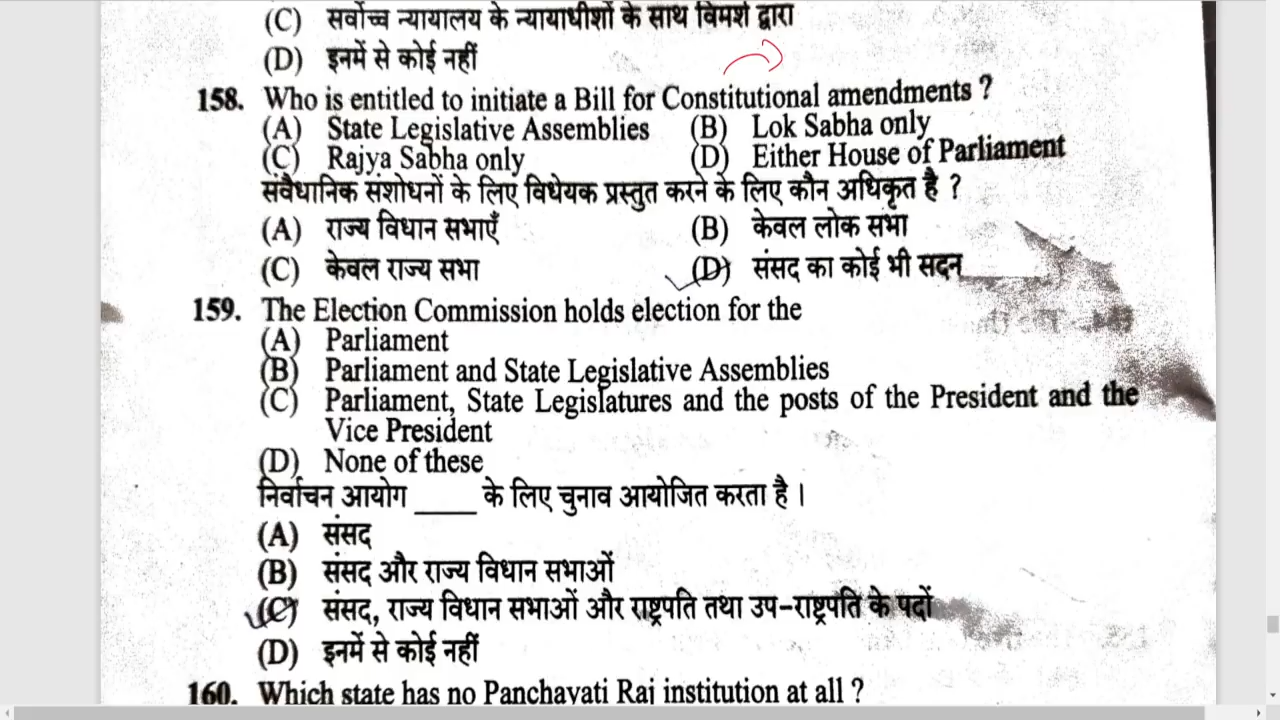 (C) सर्वोच्च न्यायालय के न्यायाधीशों के साथ विमर्श द्वारा
(D) इनमें से कोई नहीं
158. Who is entitled to initiate a Bill for Constitutional amendments ?
(A) State Legislative Assemblies (B) Lok Sabha only
(C) Rajya Sabha only (D) Either House of Parliament
संवैधानिक संशोधनों के लिए विधेयक प्रस्तुत करने के लिए कौन अधिकृत है ?
(A) राज्य विधान सभाएँ (B) केवल लोक सभा
(C) केवल राज्य सभा (D) संसद का कोई भी सदन
159. The Election Commission holds election for the
(A) Parliament
(B) Parliament and State Legislative Assemblies
(C) Parliament, State Legislatures and the posts of the President and the
Vice President
(D) None of these
निर्वाचन आयोग _____ के लिए चुनाव आयोजित करता है ।
(A) संसद
(B) संसद और राज्य विधान सभाओं
(C) संसद, राज्य विधान सभाओं और राष्ट्रपति तथा उप-राष्ट्रपति के पदों
(D) इनमें से कोई नहीं
160. Which state has no Panchayati Raj institution at all ?